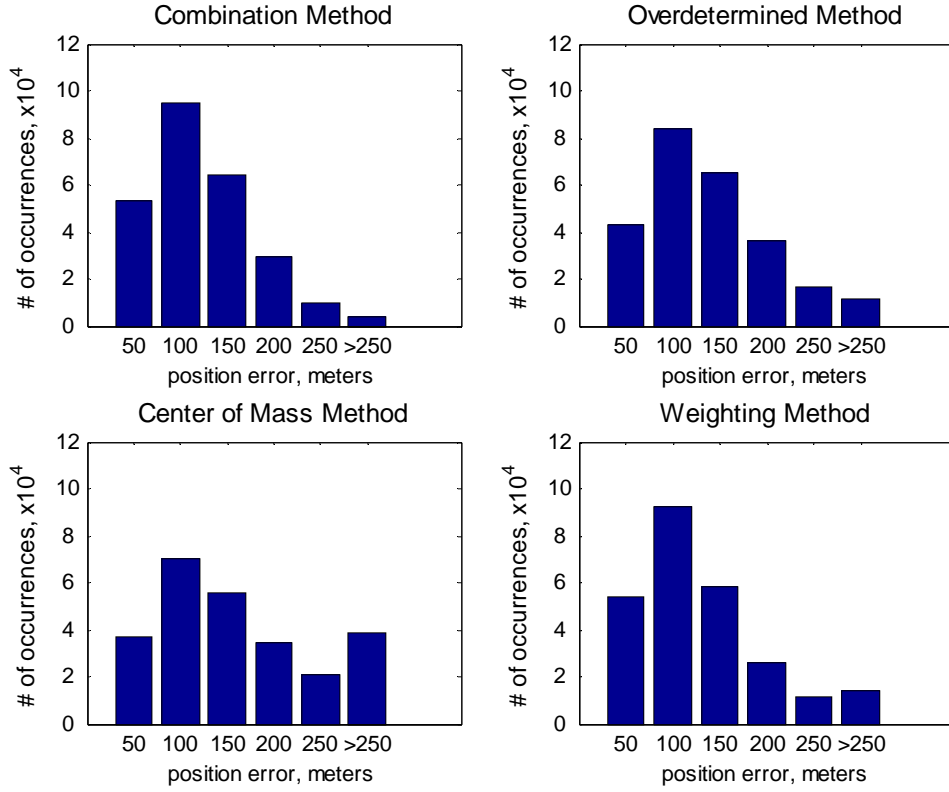 Combination Method
# of occurrences, x10^4
12
10
8
6
4
2
0
50 100 150 200 250 >250
position error, meters
Overdetermined Method
# of occurrences, x10^4
12
10
8
6
4
2
0
50 100 150 200 250 >250
position error, meters
Center of Mass Method
# of occurrences, x10^4
12
10
8
6
4
2
0
50 100 150 200 250 >250
position error, meters
Weighting Method
# of occurrences, x10^4
12
10
8
6
4
2
0
50 100 150 200 250 >250
position error, meters